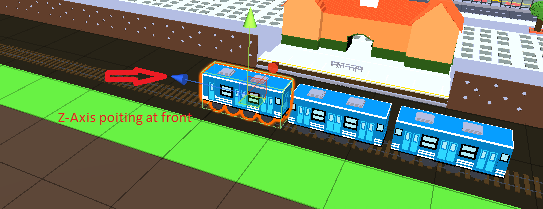 Z-Axis poiting at front